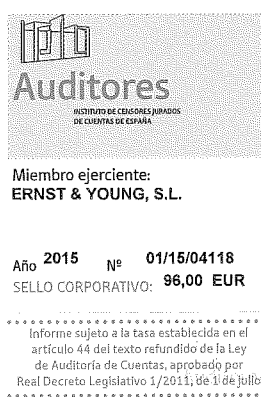 Auditores
INSTITUTO DE CENSORES JURADOS
DE CUENTAS DE ESPAÑA
Miembro ejerciente:
ERNST & YOUNG, S.L.
Año 2015 Nº 01/15/04118
SELLO CORPORATIVO: 96,00 EUR
Informe sujeto a la tasa establecida en el
artículo 44 del texto refundido de la Ley
de Auditoría de Cuentas, aprobado por
Real Decreto Legislativo 1/2011, de 1 de julio